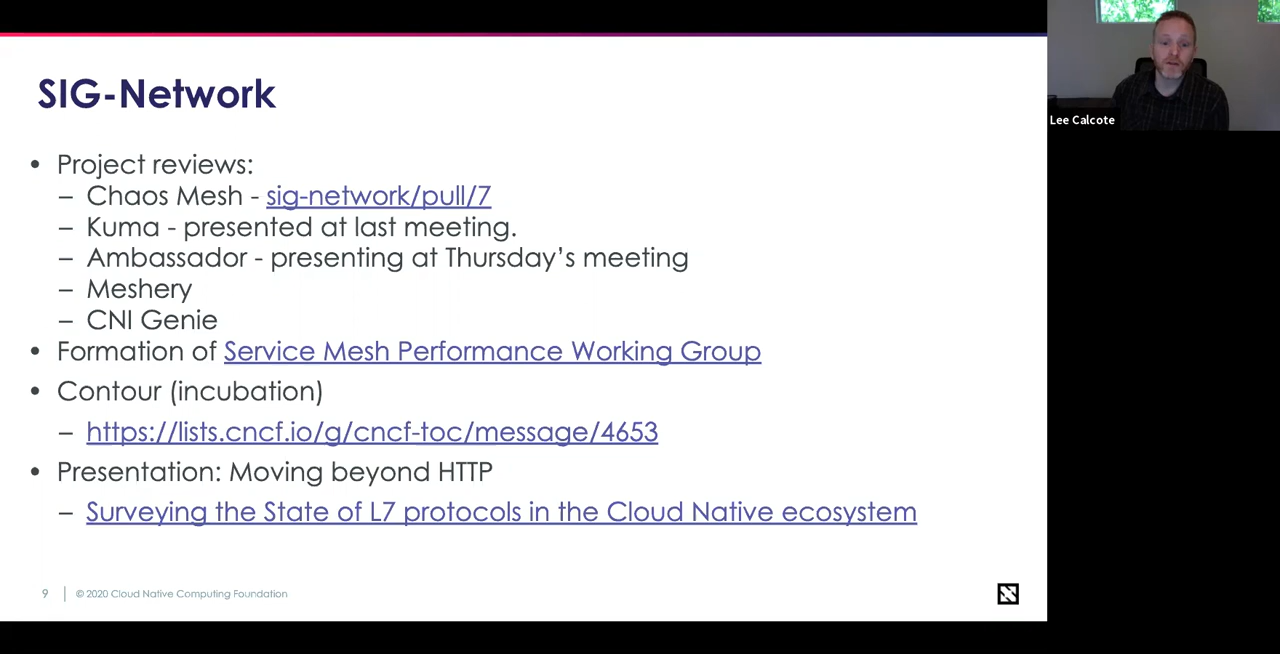 SIG-Network
• Project reviews:
– Chaos Mesh - sig-network/pull/7
– Kuma - presented at last meeting.
– Ambassador - presenting at Thursday’s meeting
– Meshery
– CNI Genie
• Formation of Service Mesh Performance Working Group
• Contour (incubation)
– https://lists.cncf.io/g/cncf-toc/message/4653
• Presentation: Moving beyond HTTP
– Surveying the State of L7 protocols in the Cloud Native ecosystem
9 | © 2020 Cloud Native Computing Foundation
Lee Calcote